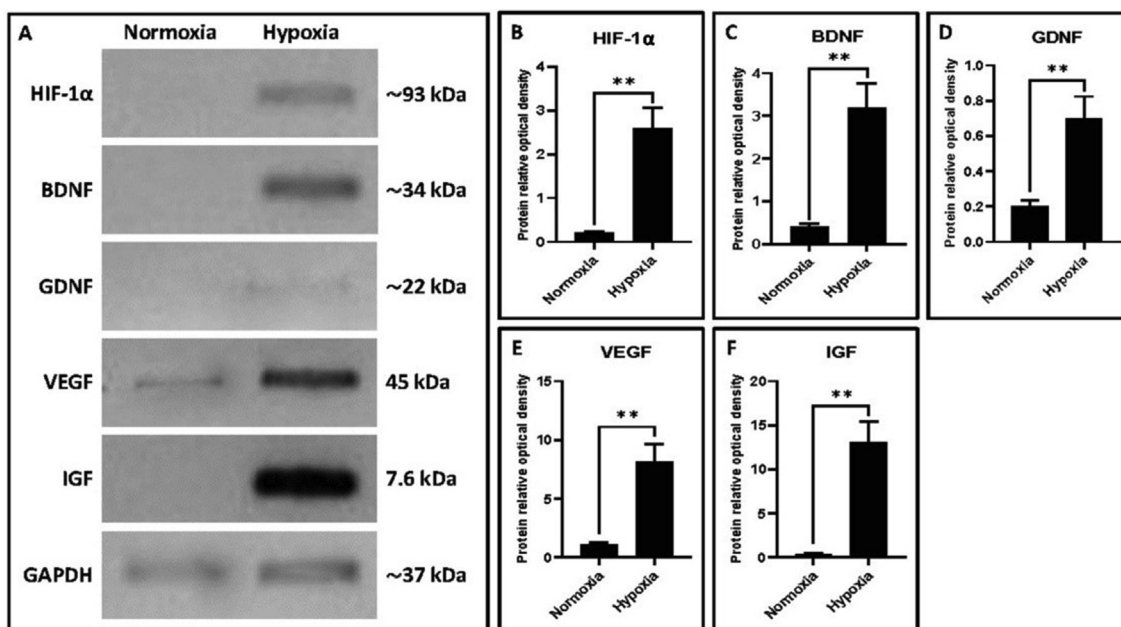 A
Normoxia Hypoxia
HIF-1α ~93 kDa
BDNF ~34 kDa
GDNF ~22 kDa
VEGF 45 kDa
IGF 7.6 kDa
GAPDH ~37 kDa
B
HIF-1α
**
Protein relative optical density
4
3
2
1
0
Normoxia
Hypoxia
C
BDNF
**
Protein relative optical density
4
3
2
1
0
Normoxia
Hypoxia
D
GDNF
**
Protein relative optical density
1.0
0.8
0.6
0.4
0.2
0.0
Normoxia
Hypoxia
E
VEGF
**
Protein relative optical density
15
10
5
0
Normoxia
Hypoxia
F
IGF
**
Protein relative optical density
20
15
10
5
0
Normoxia
Hypoxia